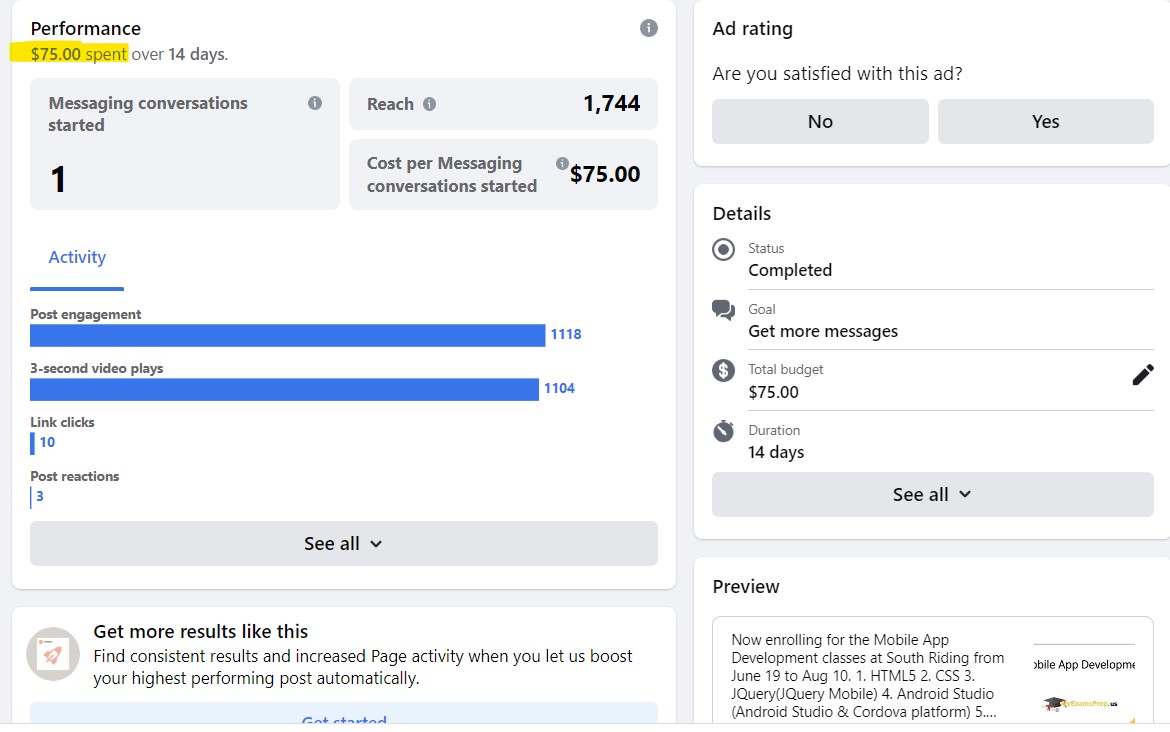 Performance
$75.00 spent over 14 days.
Messaging conversations
started
1
Reach
1,744
Cost per Messaging
conversations started
$75.00
Activity
Post engagement
1118
3-second video plays
1104
Link clicks
10
Post reactions
3
See all
Get more results like this
Find consistent results and increased Page activity when you let us boost
your highest performing post automatically.
Get started
Ad rating
Are you satisfied with this ad?
No
Yes
Details
Status
Completed
Goal
Get more messages
Total budget
$75.00
Duration
14 days
See all
Preview
Now enrolling for the Mobile App
Development classes at South Riding from
June 19 to Aug 10. 1. HTML5 2. CSS 3.
JQuery(JQuery Mobile) 4. Android Studio
(Android Studio & Cordova platform) 5....
obile App Developme
yExamsPrep.us